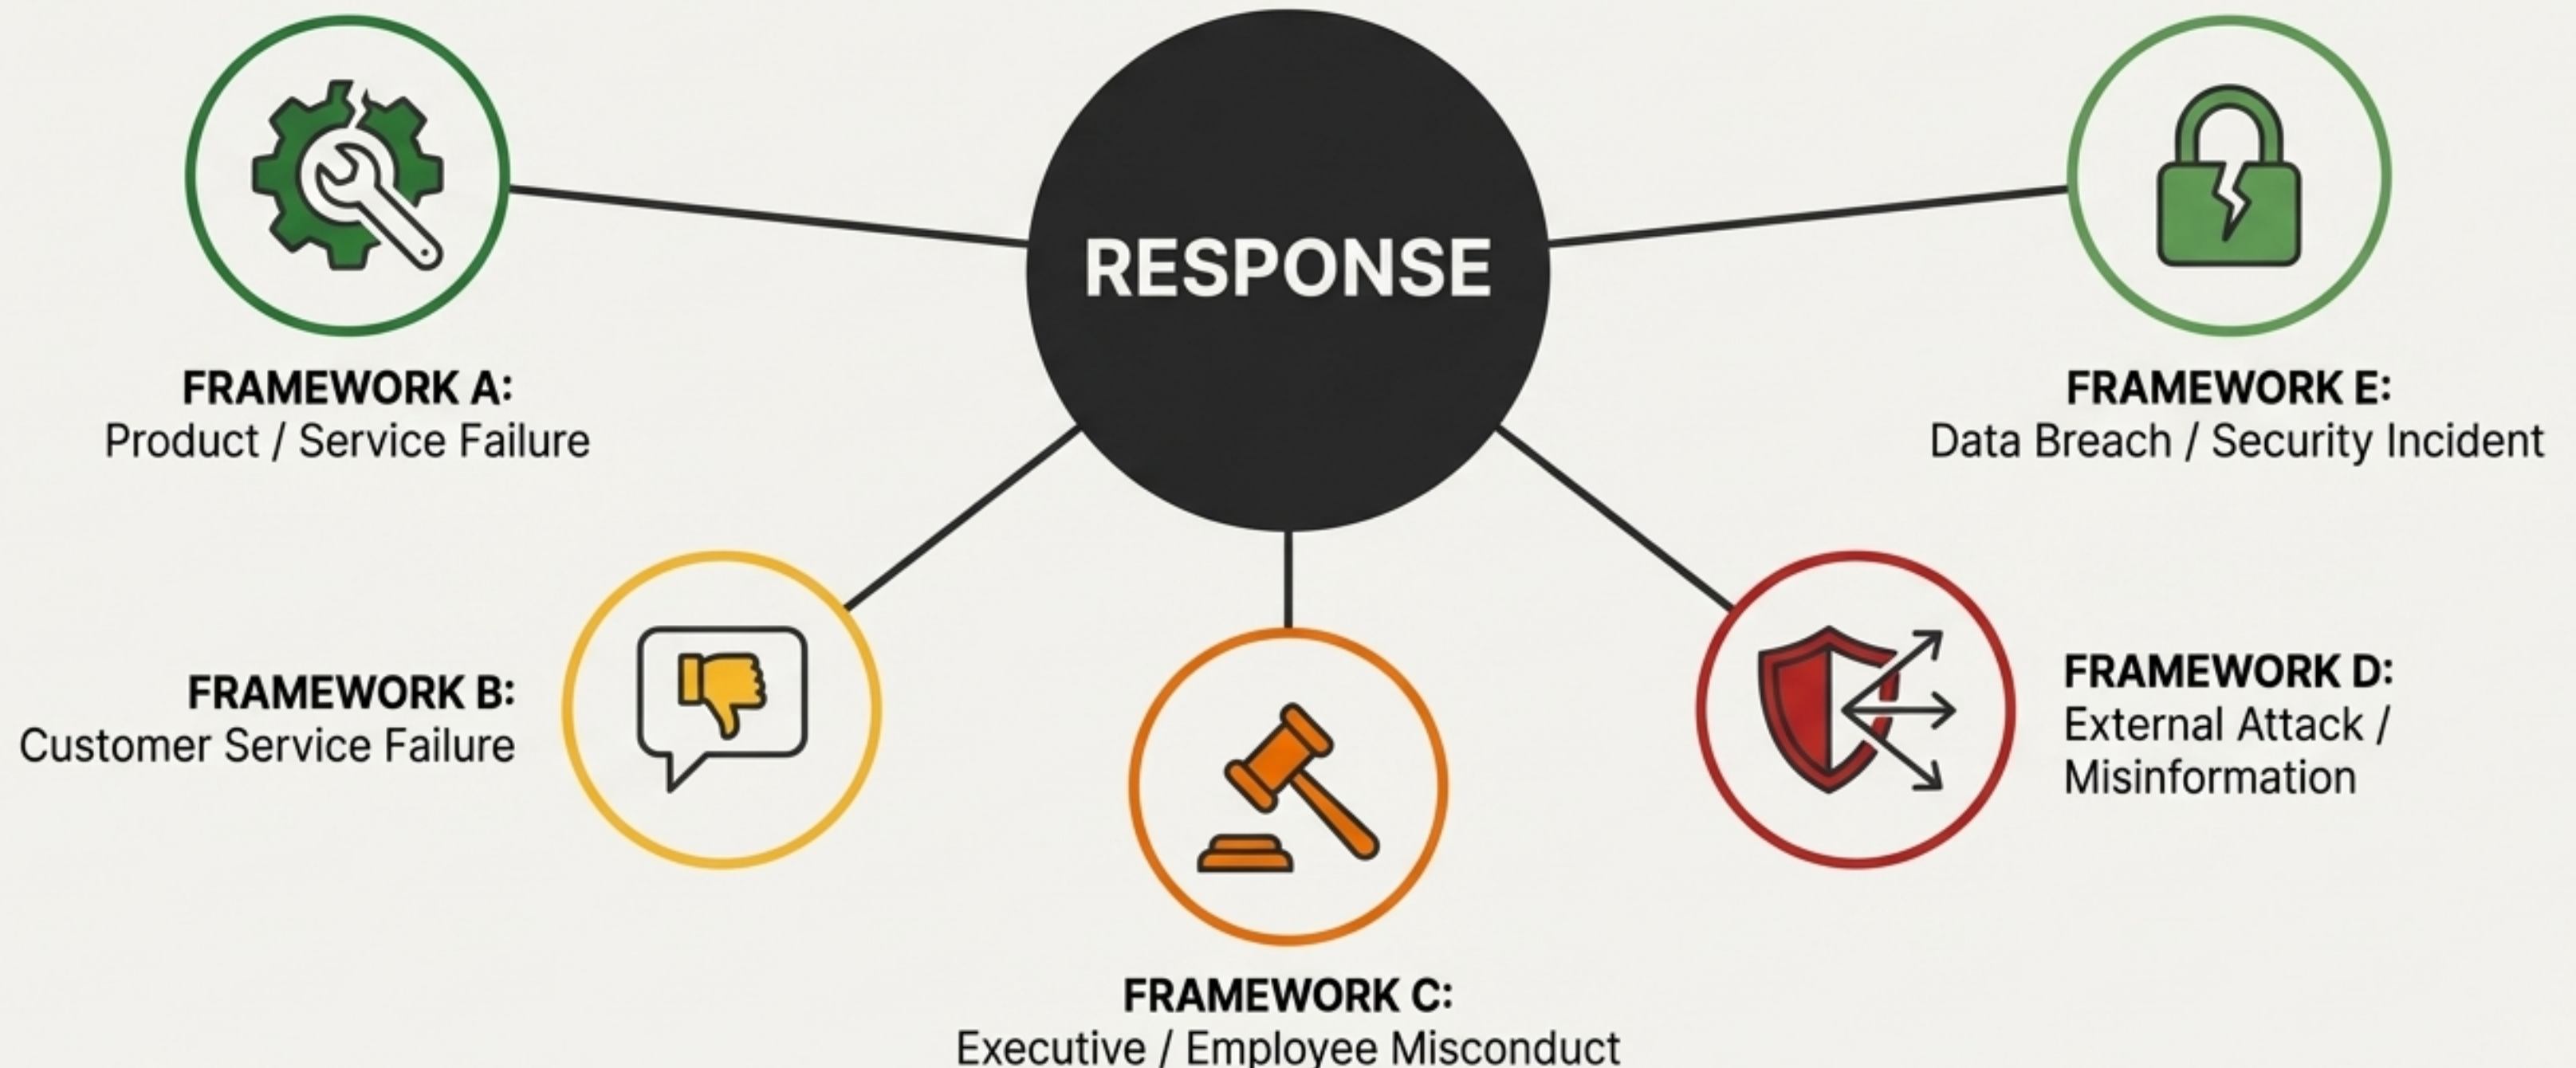 RESPONSE
FRAMEWORK A:
Product / Service Failure
FRAMEWORK E:
Data Breach / Security Incident
FRAMEWORK B:
Customer Service Failure
FRAMEWORK D:
External Attack /
Misinformation
FRAMEWORK C:
Executive / Employee Misconduct